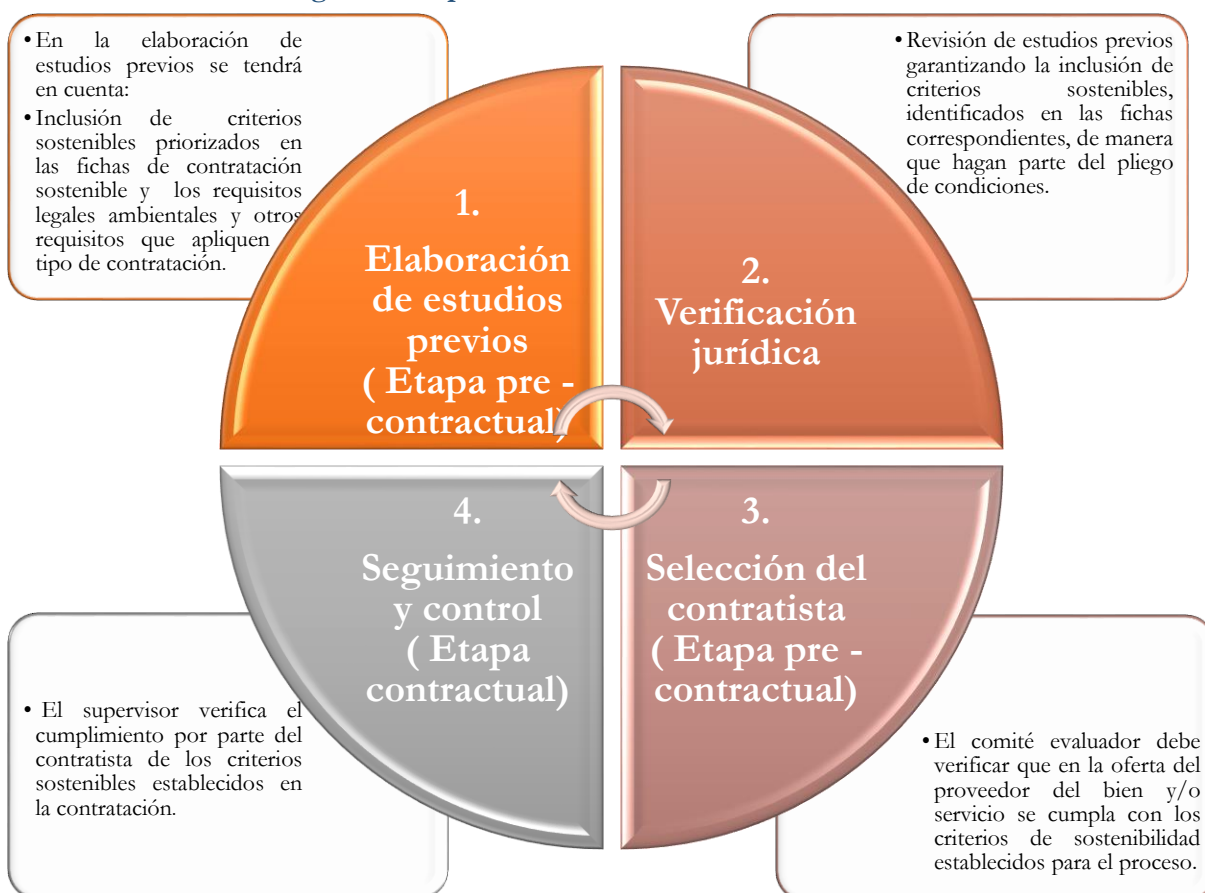 •En la elaboración de
estudios previos se tendrá
en cuenta:
•Inclusión de criterios
sostenibles priorizados en
las fichas de contratación
sostenible y los requisitos
legales ambientales y otros
requisitos que apliquen
tipo de contratación.
1.
Elaboración
de estudios
previos
( Etapa pre -
contractual)
•Revisión de estudios previos
garantizando la inclusión de
criterios sostenibles,
identificados en las fichas
correspondientes, de manera
que hagan parte del pliego
de condiciones.
2.
Verificación
jurídica
3.
Selección del
contratista
( Etapa pre -
contractual)
•El comité evaluador debe
verificar que en la oferta del
proveedor del bien y/o
servicio se cumpla con los
criterios de sostenibilidad
establecidos para el proceso.
4.
Seguimiento
y control
( Etapa
contractual)
• El supervisor verifica el
cumplimiento por parte del
contratista de los criterios
sostenibles establecidos en
la contratación.